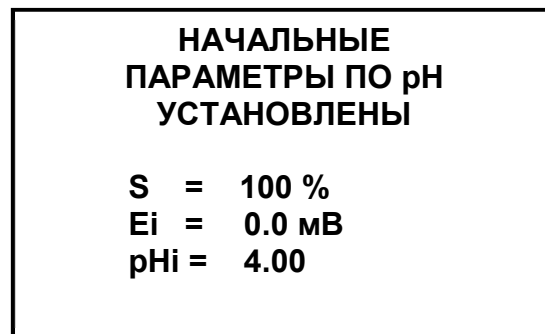 НАЧАЛЬНЫЕ
ПАРАМЕТРЫ ПО pH
УСТАНОВЛЕНЫ
S = 100 %
Ei = 0.0 мВ
pHi = 4.00